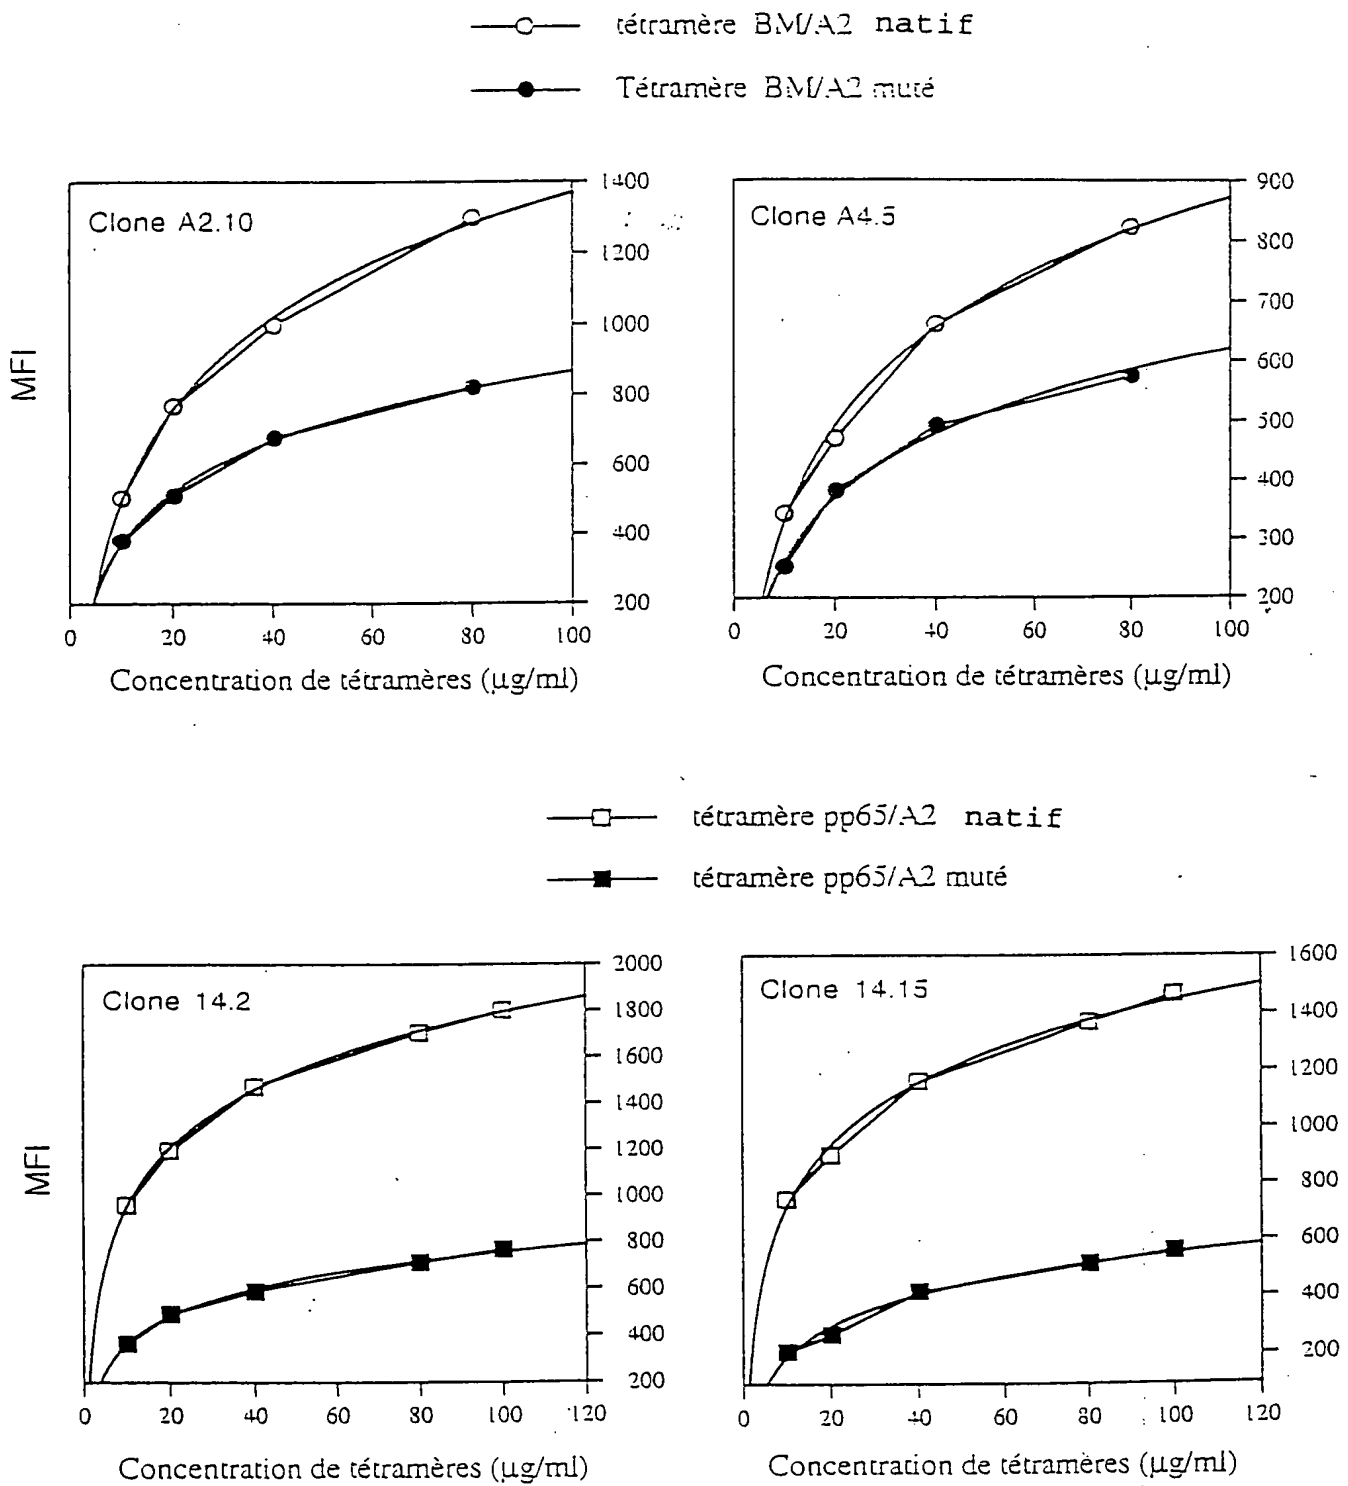 tétramère BM/A2 natif
Tétramère BM/A2 muté
Clone A2.10
1400
1200
1000
800
600
400
200
MFI
0 20 40 60 80 100
Concentration de tétramères (µg/ml)
Clone A4.5
900
800
700
600
500
400
300
200
0 20 40 60 80 100
Concentration de tétramères (µg/ml)
tétramère pp65/A2 natif
tétramère pp65/A2 muté
Clone 14.2
2000
1800
1600
1400
1200
1000
800
600
400
200
MFI
0 20 40 60 80 100 120
Concentration de tétramères (µg/ml)
Clone 14.15
1600
1400
1200
1000
800
600
400
200
0 20 40 60 80 100 120
Concentration de tétramères (µg/ml)